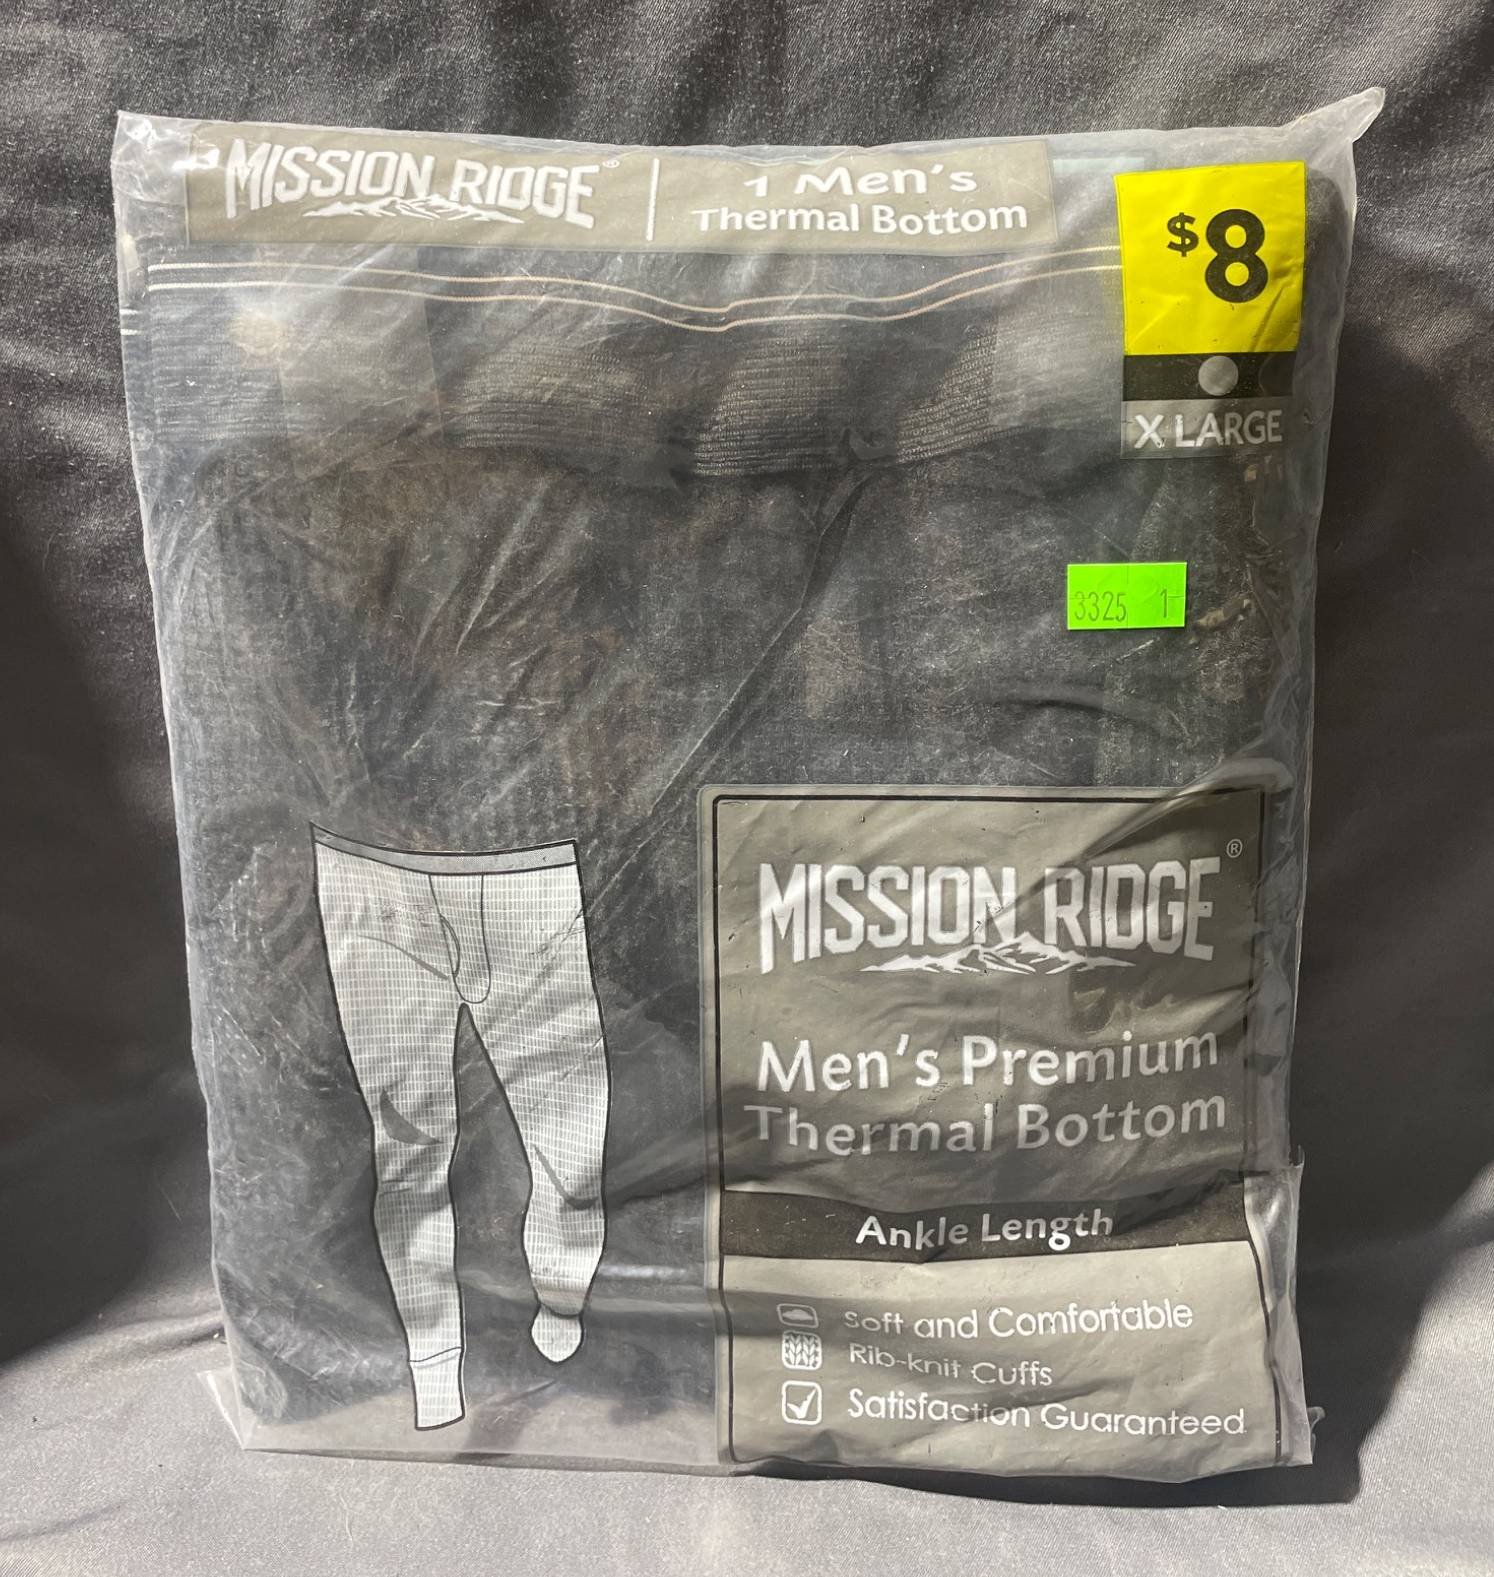 MISSION RIDGE®
1 Men's
Thermal Bottom
$8
X LARGE
3325 1
MISSION RIDGE®
Men's Premium
Thermal Bottom
Ankle Length
Soft and Comfortable
Rib-knit Cuffs
Satisfaction Guaranteed